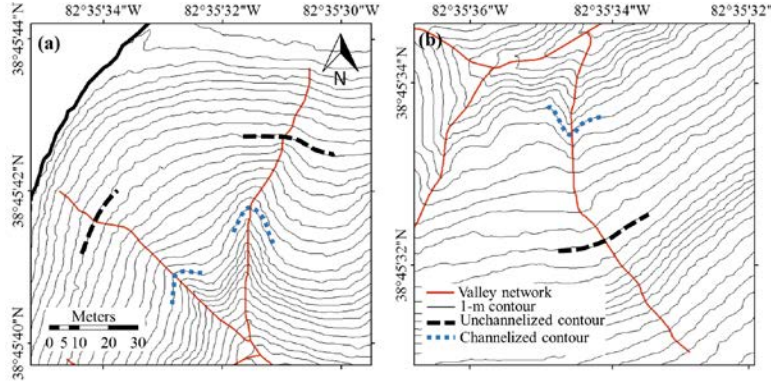 82°35'34"W 82°35'32"W 82°35'30"W
82°35'36"W 82°35'34"W 82°35'32"W
(a)
(b)
N
38°45'44"N
38°45'42"N
38°45'40"N
38°45'34"N
38°45'32"N
Meters
0 5 10 20 30
Valley network
1-m contour
Unchannelized contour
Channelized contour